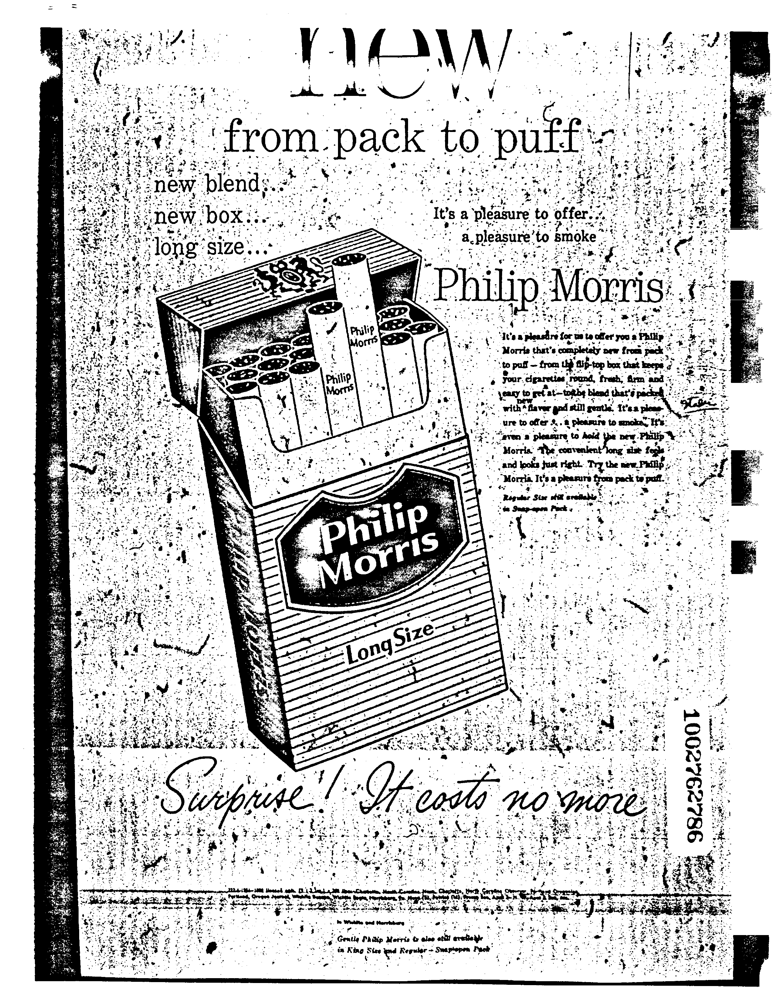 new
from pack to puff
new blend...
new box...
long size...
It's a pleasure to offer...
a pleasure to smoke
Philip Morris
Philip
Morris
Philip
Morris
It's a pleasure for us to offer you a Philip
Morris that's completely new from pack
to puff – from the flip-top box that keeps
your cigarettes round, fresh, firm and
easy to get at – to the blend that's packed
new
with flavor and still gentle. It's a pleas-
ure to offer ... a pleasure to smoke. It's
even a pleasure to hold the new Philip
Morris. The convenient long size feels
and looks just right. Try the new Philip
Morris. It's a pleasure from pack to puff.
Regular Size still available
in Snap-open Pack.
Philip
Morris
PHILIP MORRIS
Long Size
1002762786
Surprise! It costs no more
In Wichita and Harrisburg
Gentle Philip Morris is also still available
in King Size and Regular – Snap-open Pack